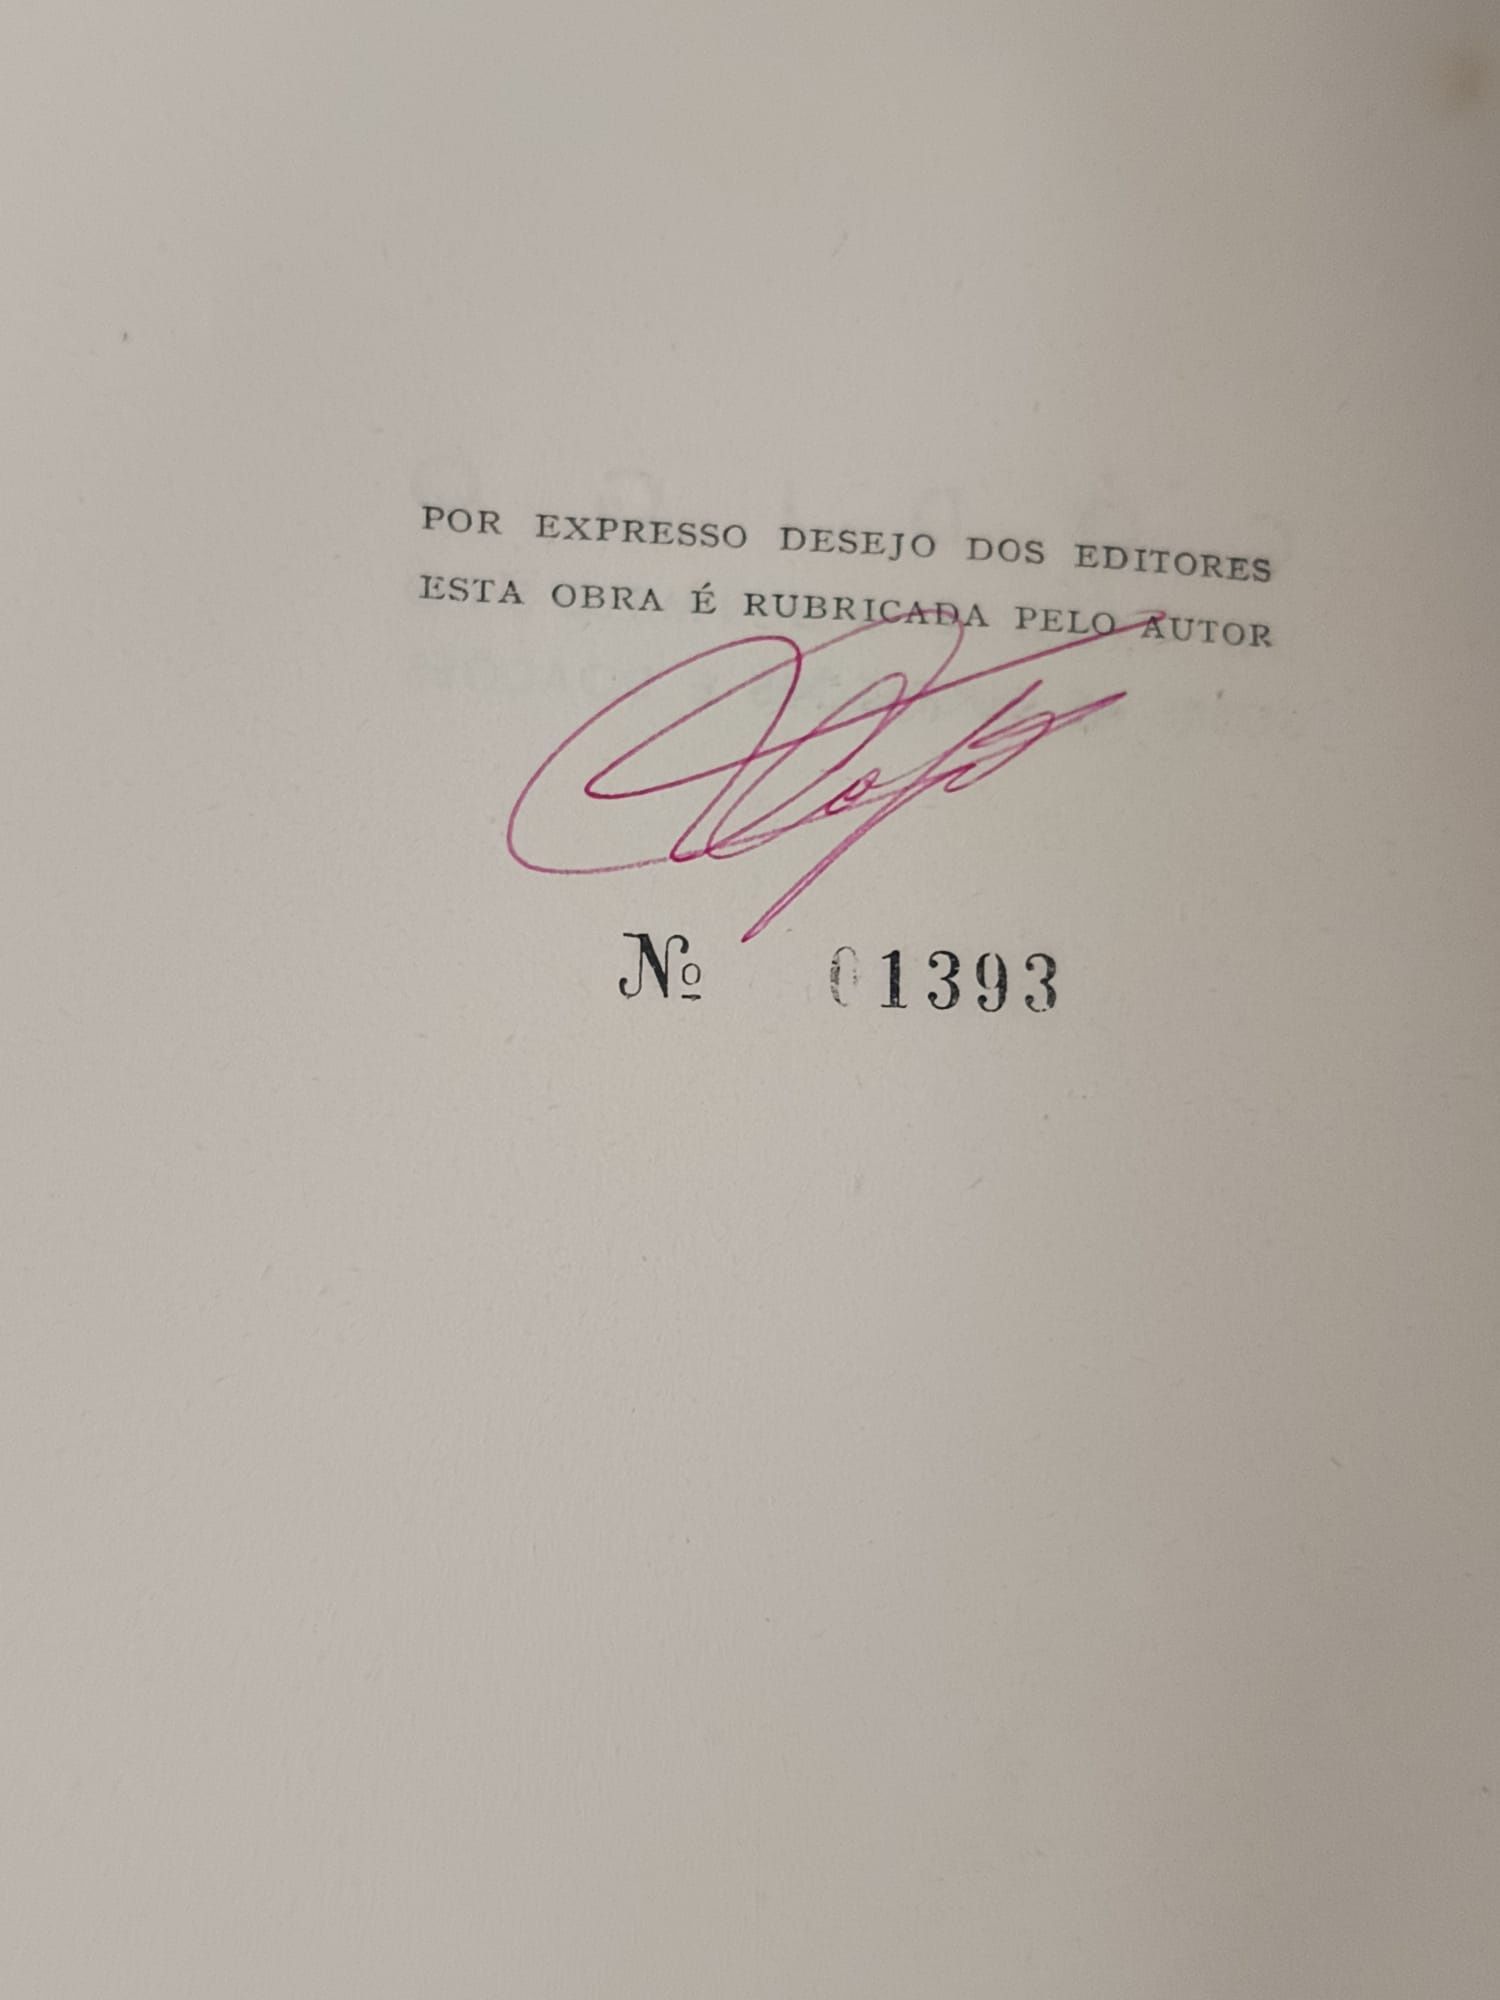 POR EXPRESSO DESEJO DOS EDITORES
ESTA OBRA É RUBRICADA PELO AUTOR
Nº 01393